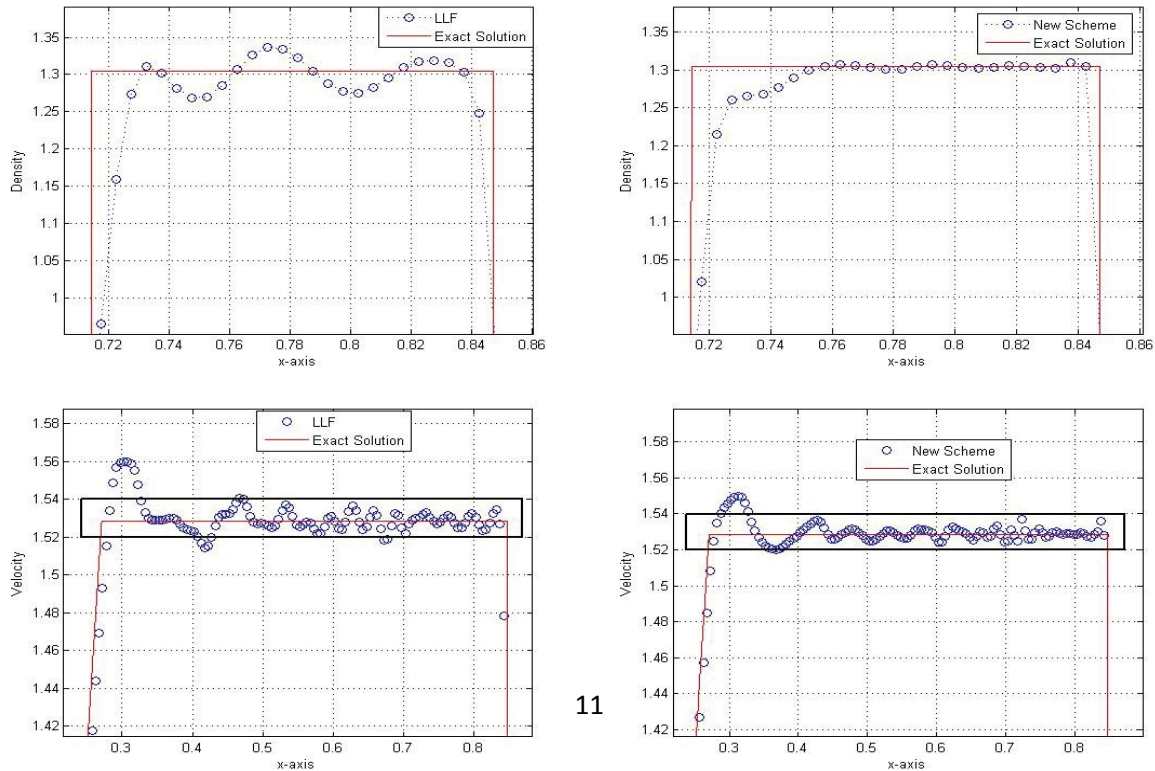 LLF
Exact Solution
1.35
1.3
1.25
1.2
1.15
1.1
1.05
1
Density
0.72 0.74 0.76 0.78 0.8 0.82 0.84 0.86
x-axis
New Scheme
Exact Solution
1.35
1.3
1.25
1.2
1.15
1.1
1.05
1
Density
0.72 0.74 0.76 0.78 0.8 0.82 0.84 0.86
x-axis
LLF
Exact Solution
1.58
1.56
1.54
1.52
1.5
1.48
1.46
1.44
1.42
Velocity
0.3 0.4 0.5 0.6 0.7 0.8
x-axis
11
New Scheme
Exact Solution
1.58
1.56
1.54
1.52
1.5
1.48
1.46
1.44
1.42
Velocity
0.3 0.4 0.5 0.6 0.7 0.8
x-axis